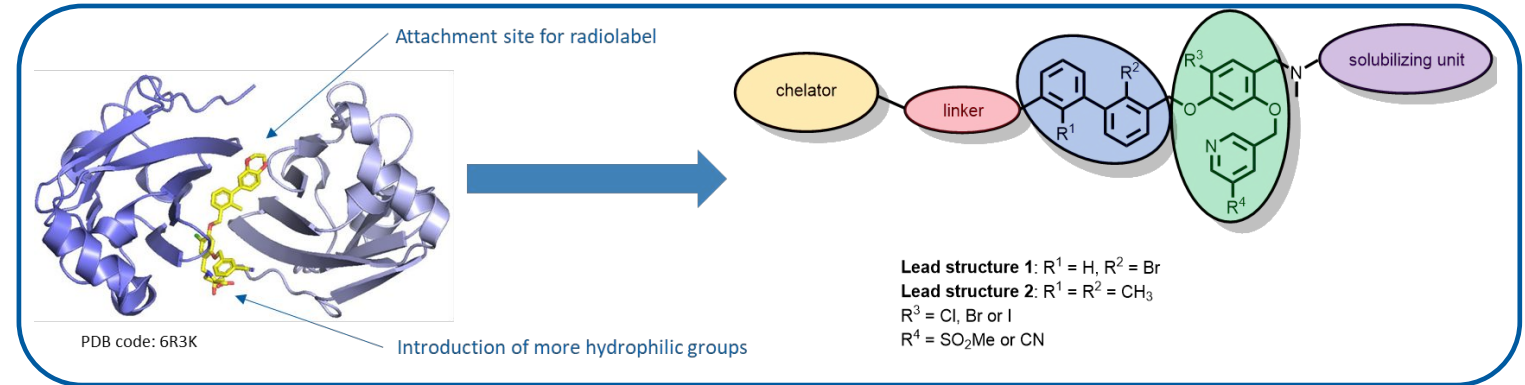 Attachment site for radiolabel
PDB code: 6R3K
Introduction of more hydrophilic groups
chelator
linker
R¹
R²
O
R³
O
N
R⁴
N
solubilizing unit
Lead structure 1: R¹ = H, R² = Br
Lead structure 2: R¹ = R² = CH₃
R³ = Cl, Br or I
R⁴ = SO₂Me or CN